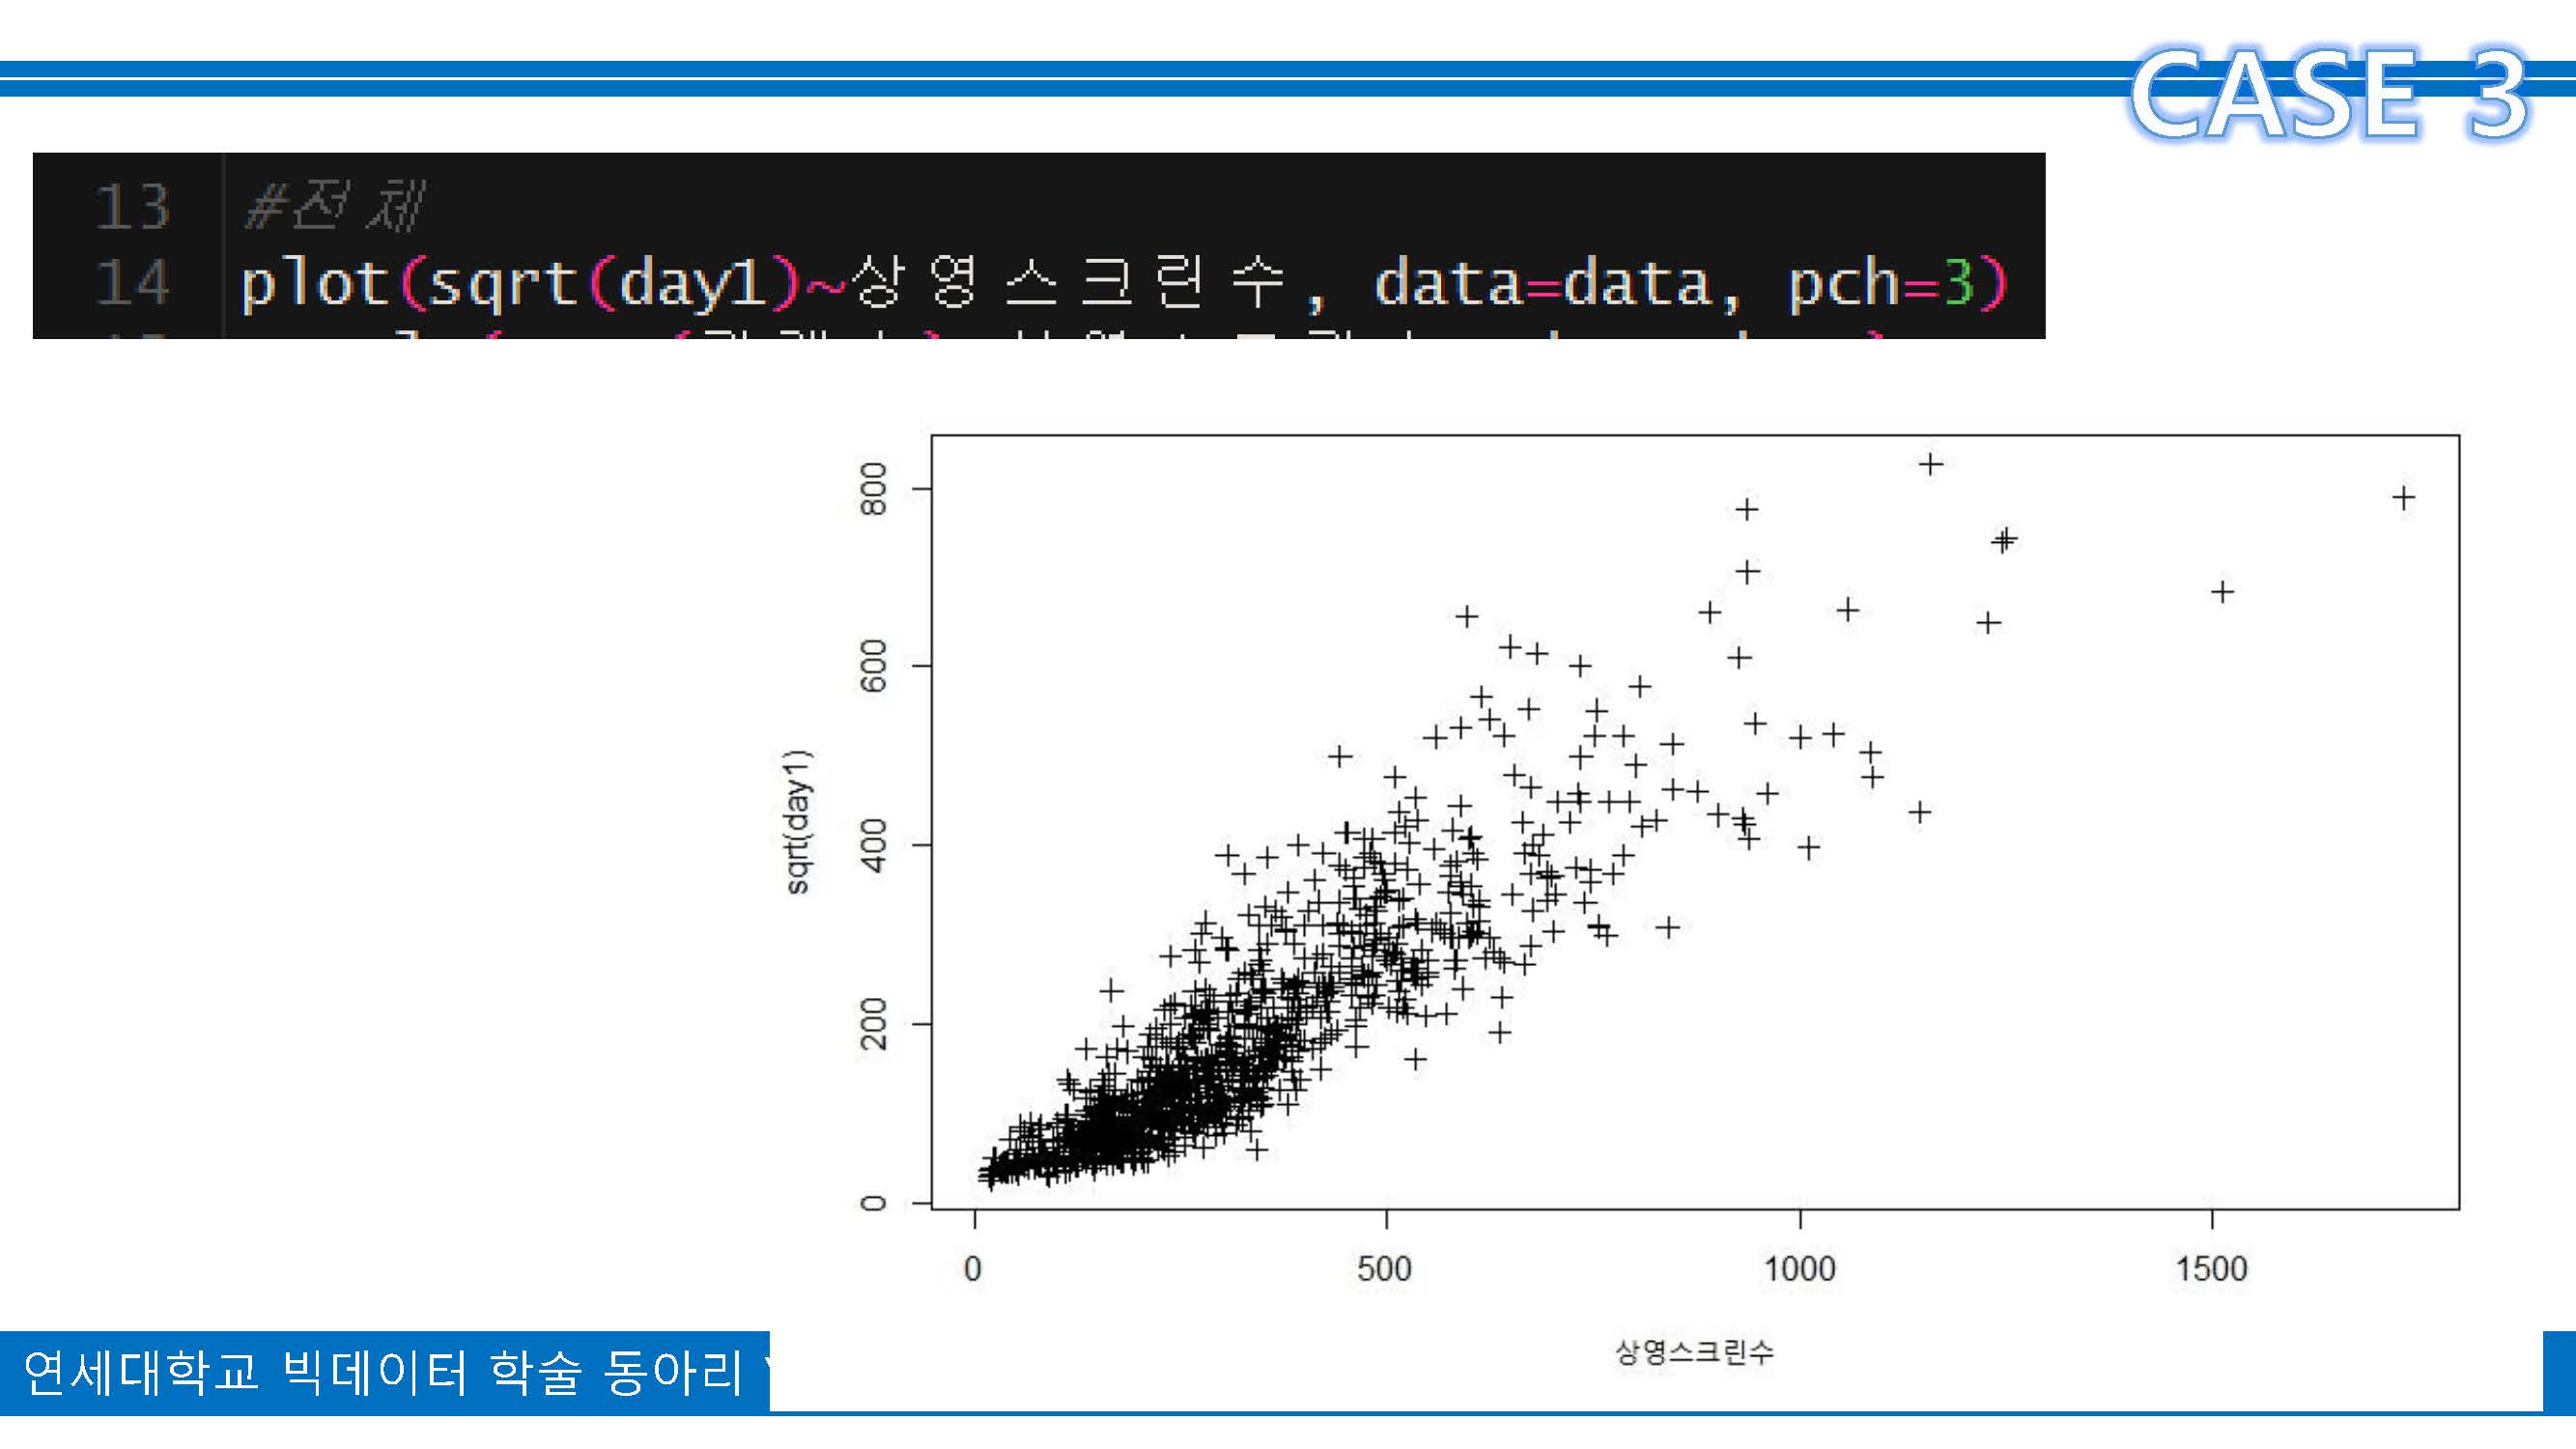 CASE 3
13 #전체
14 plot(sqrt(day1)~상영스크린수, data=data, pch=3)
800
600
400
200
0
sqrt(day1)
0 500 1000 1500
상영스크린수
연세대학교 빅데이터 학술 동아리